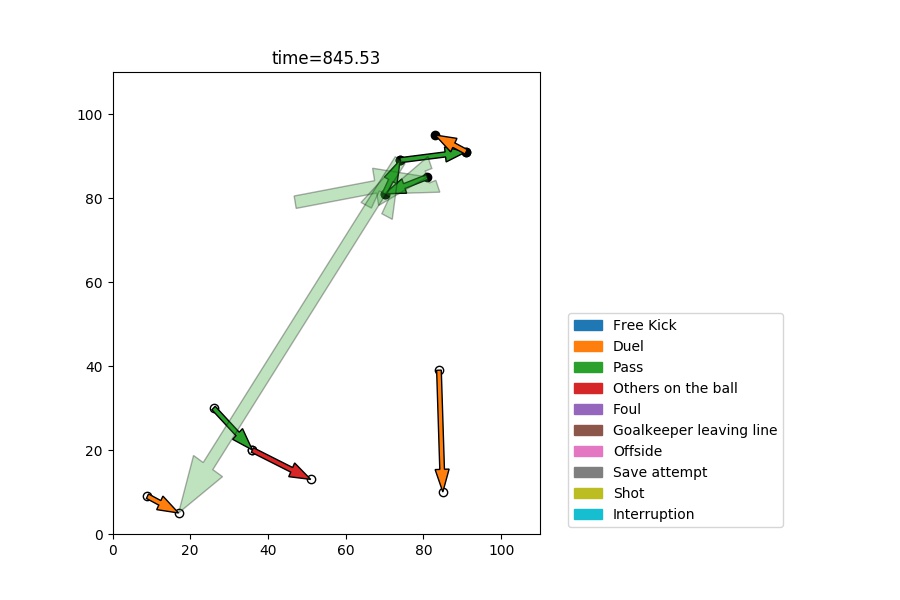 time=845.53
100
80
60
40
20
0
0 20 40 60 80 100
Free Kick
Duel
Pass
Others on the ball
Foul
Goalkeeper leaving line
Offside
Save attempt
Shot
Interruption